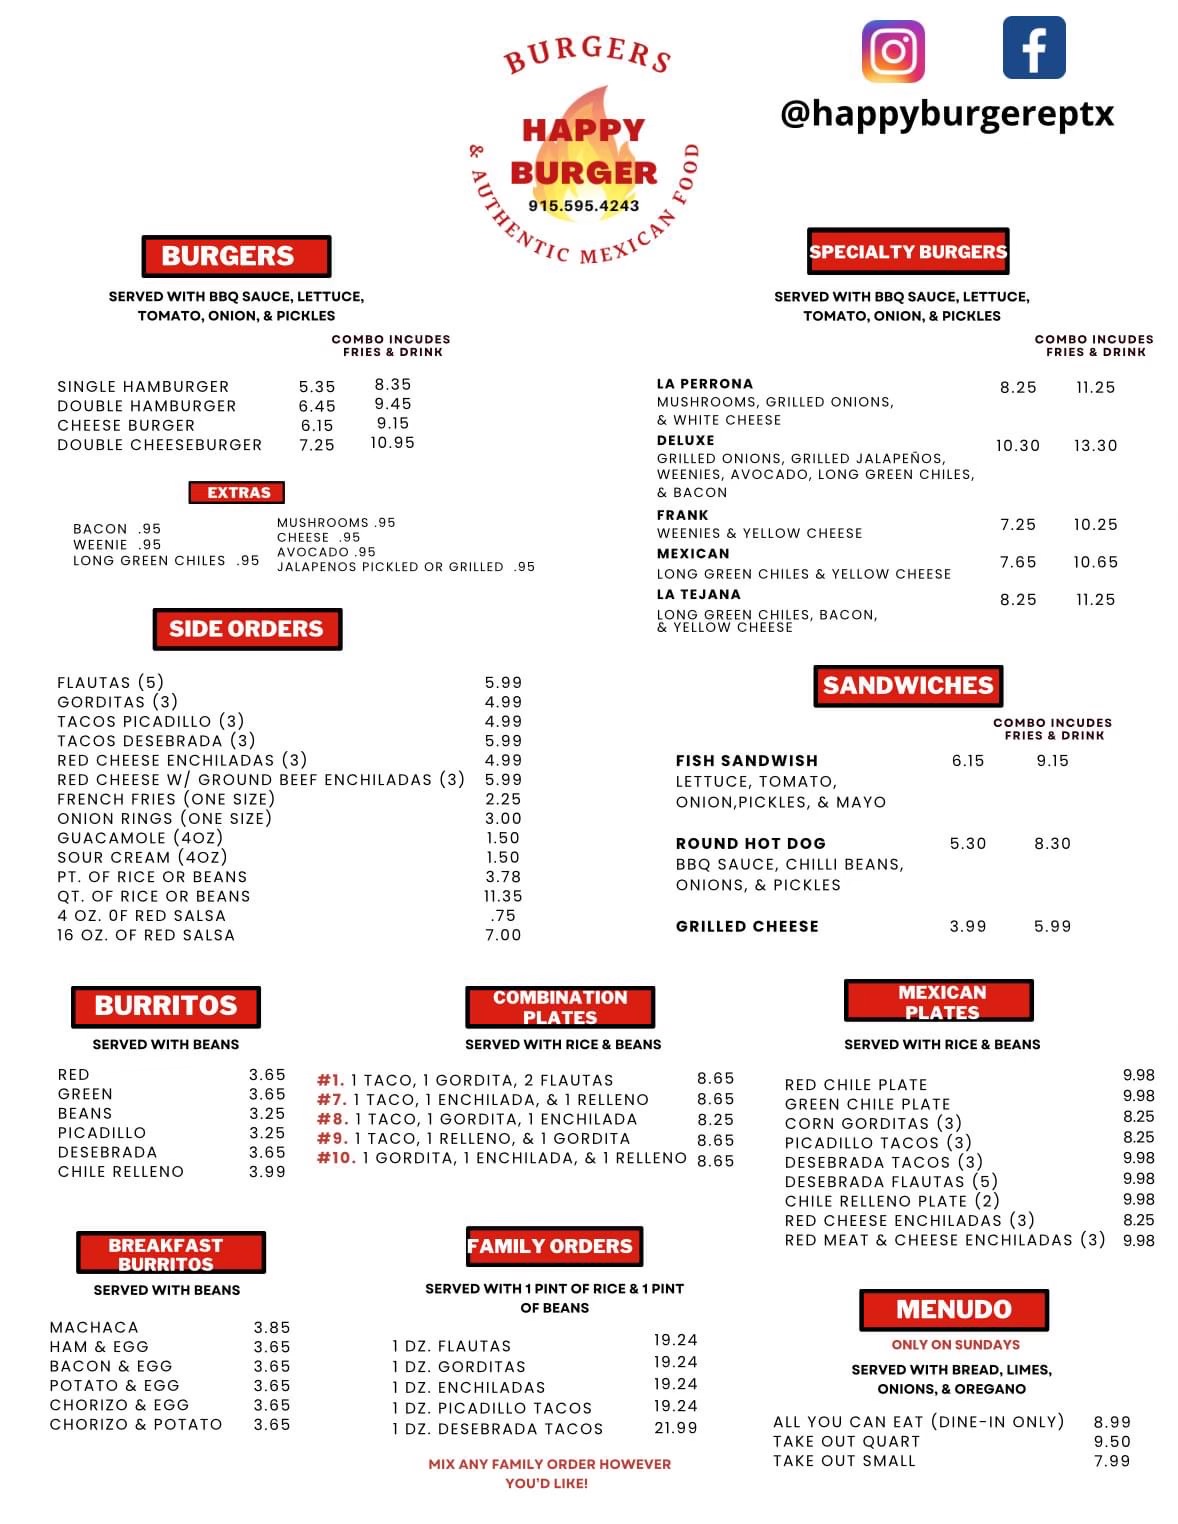 BURGERS
HAPPY
BURGER
915.595.4243
& AUTHENTIC MEXICAN FOOD
@happyburgereptx
BURGERS
SERVED WITH BBQ SAUCE, LETTUCE,
TOMATO, ONION, & PICKLES
COMBO INCUDES
FRIES & DRINK
SINGLE HAMBURGER 5.35 8.35
DOUBLE HAMBURGER 6.45 9.45
CHEESE BURGER 6.15 9.15
DOUBLE CHEESEBURGER 7.25 10.95
EXTRAS
BACON .95
WEENIE .95
LONG GREEN CHILES .95
MUSHROOMS .95
CHEESE .95
AVOCADO .95
JALAPENOS PICKLED OR GRILLED .95
SPECIALTY BURGERS
SERVED WITH BBQ SAUCE, LETTUCE,
TOMATO, ONION, & PICKLES
COMBO INCUDES
FRIES & DRINK
LA PERRONA 8.25 11.25
MUSHROOMS, GRILLED ONIONS,
& WHITE CHEESE
DELUXE 10.30 13.30
GRILLED ONIONS, GRILLED JALAPEÑOS,
WEENIES, AVOCADO, LONG GREEN CHILES,
& BACON
FRANK 7.25 10.25
WEENIES & YELLOW CHEESE
MEXICAN 7.65 10.65
LONG GREEN CHILES & YELLOW CHEESE
LA TEJANA 8.25 11.25
LONG GREEN CHILES, BACON,
& YELLOW CHEESE
SIDE ORDERS
FLAUTAS (5) 5.99
GORDITAS (3) 4.99
TACOS PICADILLO (3) 4.99
TACOS DESEBRADA (3) 5.99
RED CHEESE ENCHILADAS (3) 4.99
RED CHEESE W/ GROUND BEEF ENCHILADAS (3) 5.99
FRENCH FRIES (ONE SIZE) 2.25
ONION RINGS (ONE SIZE) 3.00
GUACAMOLE (4OZ) 1.50
SOUR CREAM (4OZ) 1.50
PT. OF RICE OR BEANS 3.78
QT. OF RICE OR BEANS 11.35
4 OZ. 0F RED SALSA .75
16 OZ. OF RED SALSA 7.00
SANDWICHES
COMBO INCUDES
FRIES & DRINK
FISH SANDWISH 6.15 9.15
LETTUCE, TOMATO,
ONION,PICKLES, & MAYO
ROUND HOT DOG 5.30 8.30
BBQ SAUCE, CHILLI BEANS,
ONIONS, & PICKLES
GRILLED CHEESE 3.99 5.99
BURRITOS
SERVED WITH BEANS
RED 3.65
GREEN 3.65
BEANS 3.25
PICADILLO 3.25
DESEBRADA 3.65
CHILE RELLENO 3.99
COMBINATION
PLATES
SERVED WITH RICE & BEANS
#1. 1 TACO, 1 GORDITA, 2 FLAUTAS 8.65
#7. 1 TACO, 1 ENCHILADA, & 1 RELLENO 8.65
#8. 1 TACO, 1 GORDITA, 1 ENCHILADA 8.25
#9. 1 TACO, 1 RELLENO, & 1 GORDITA 8.65
#10. 1 GORDITA, 1 ENCHILADA, & 1 RELLENO 8.65
MEXICAN
PLATES
SERVED WITH RICE & BEANS
RED CHILE PLATE 9.98
GREEN CHILE PLATE 9.98
CORN GORDITAS (3) 8.25
PICADILLO TACOS (3) 8.25
DESEBRADA TACOS (3) 9.98
DESEBRADA FLAUTAS (5) 9.98
CHILE RELLENO PLATE (2) 9.98
RED CHEESE ENCHILADAS (3) 8.25
RED MEAT & CHEESE ENCHILADAS (3) 9.98
BREAKFAST
BURRITOS
SERVED WITH BEANS
MACHACA 3.85
HAM & EGG 3.65
BACON & EGG 3.65
POTATO & EGG 3.65
CHORIZO & EGG 3.65
CHORIZO & POTATO 3.65
FAMILY ORDERS
SERVED WITH 1 PINT OF RICE & 1 PINT
OF BEANS
1 DZ. FLAUTAS 19.24
1 DZ. GORDITAS 19.24
1 DZ. ENCHILADAS 19.24
1 DZ. PICADILLO TACOS 19.24
1 DZ. DESEBRADA TACOS 21.99
MIX ANY FAMILY ORDER HOWEVER
YOU'D LIKE!
MENUDO
ONLY ON SUNDAYS
SERVED WITH BREAD, LIMES,
ONIONS, & OREGANO
ALL YOU CAN EAT (DINE-IN ONLY) 8.99
TAKE OUT QUART 9.50
TAKE OUT SMALL 7.99